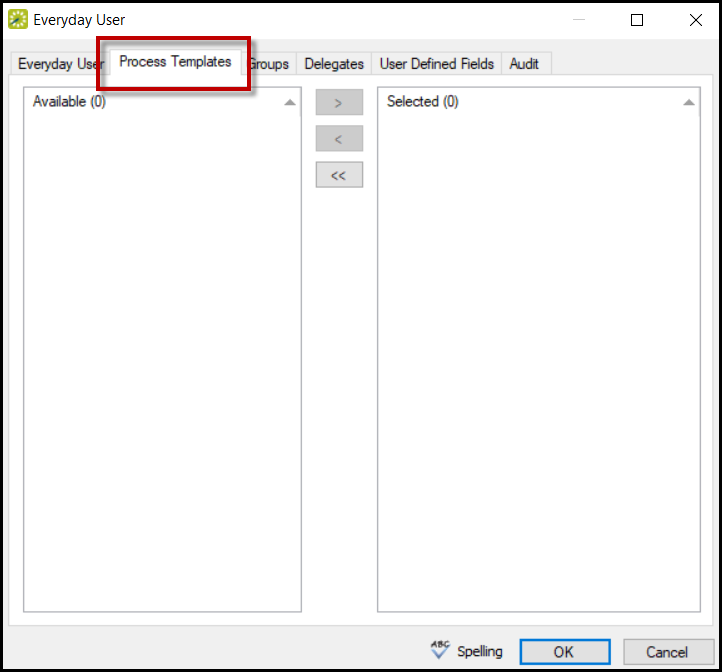 Everyday User
Everyday User Process Templates Groups Delegates User Defined Fields Audit
Available (0)
>
<
<<
Selected (0)
ABC Spelling OK Cancel